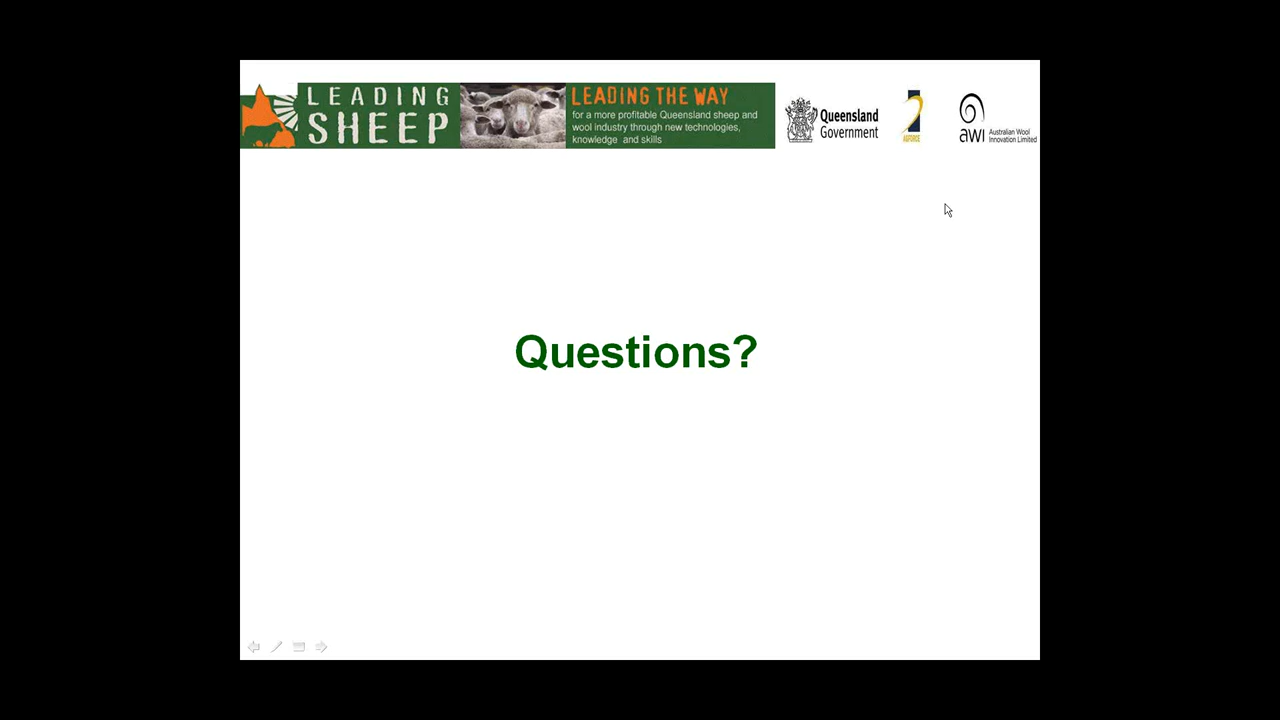 LEADING
SHEEP
LEADING THE WAY
for a more profitable Queensland sheep and
wool industry through new technologies,
knowledge and skills
Queensland
Government
AGFORCE
awi
Australian Wool
Innovation Limited
Questions?